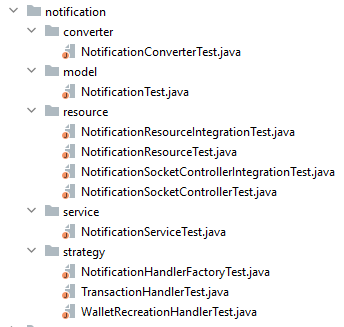 notification
converter
NotificationConverterTest.java
model
NotificationTest.java
resource
NotificationResourceIntegrationTest.java
NotificationResourceTest.java
NotificationSocketControllerIntegrationTest.java
NotificationSocketControllerTest.java
service
NotificationServiceTest.java
strategy
NotificationHandlerFactoryTest.java
TransactionHandlerTest.java
WalletRecreationHandlerTest.java